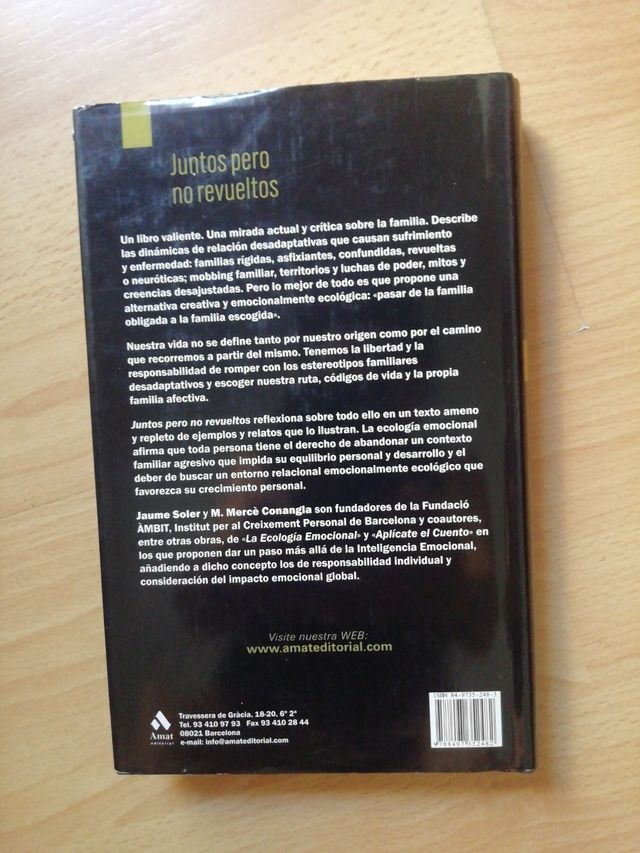 Juntos pero
no revueltos
Un libro valiente. Una mirada actual y crítica sobre la familia. Describe
las dinámicas de relación desadaptativas que causan sufrimiento
y enfermedad: familias rígidas, asfixiantes, confundidas, revueltas
o neuróticas; mobbing familiar, territorios y luchas de poder, mitos y
creencias desajustadas. Pero lo mejor de todo es que propone una
alternativa creativa y emocionalmente ecológica: «pasar de la familia
obligada a la familia escogida».
Nuestra vida no se define tanto por nuestro origen como por el camino
que recorremos a partir del mismo. Tenemos la libertad y la
responsabilidad de romper con los estereotipos familiares
desadaptativos y escoger nuestra ruta, códigos de vida y la propia
familia afectiva.
Juntos pero no revueltos reflexiona sobre todo ello en un texto ameno
y repleto de ejemplos y relatos que lo ilustran. La ecología emocional
afirma que toda persona tiene el derecho de abandonar un contexto
familiar agresivo que impida su equilibrio personal y desarrollo y el
deber de buscar un entorno relacional emocionalmente ecológico que
favorezca su crecimiento personal.
Jaume Soler y M. Mercè Conangla son fundadores de la Fundació
ÀMBIT, Institut per al Creixement Personal de Barcelona y coautores,
entre otras obras, de «La Ecología Emocional» y «Aplícate el Cuento» en
los que proponen dar un paso más allá de la Inteligencia Emocional,
añadiendo a dicho concepto los de responsabilidad individual y
consideración del impacto emocional global.
Visite nuestra WEB:
www.amateditorial.com
ISBN 84-9735-248-3
9788497352482
Amat
editorial
Travessera de Gràcia, 18-20, 6º 2ª
Tel. 93 410 97 93 Fax 93 410 28 44
08021 Barcelona
e-mail: info@amateditorial.com